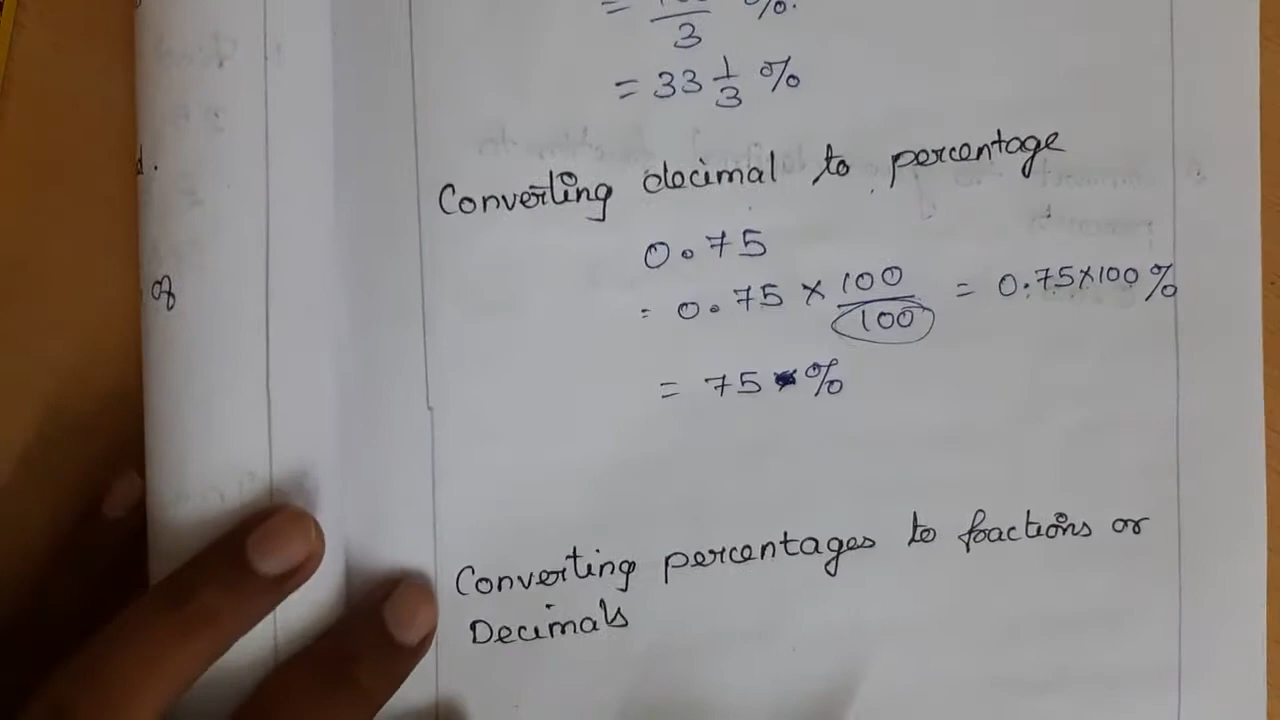 = 100/3 %.
= 33 1/3 %
d.
Converting decimal to percentage
0.75
of
= 0.75 × 100/100 = 0.75×100%
= 75 %
Converting percentages to fractions or
Decimals